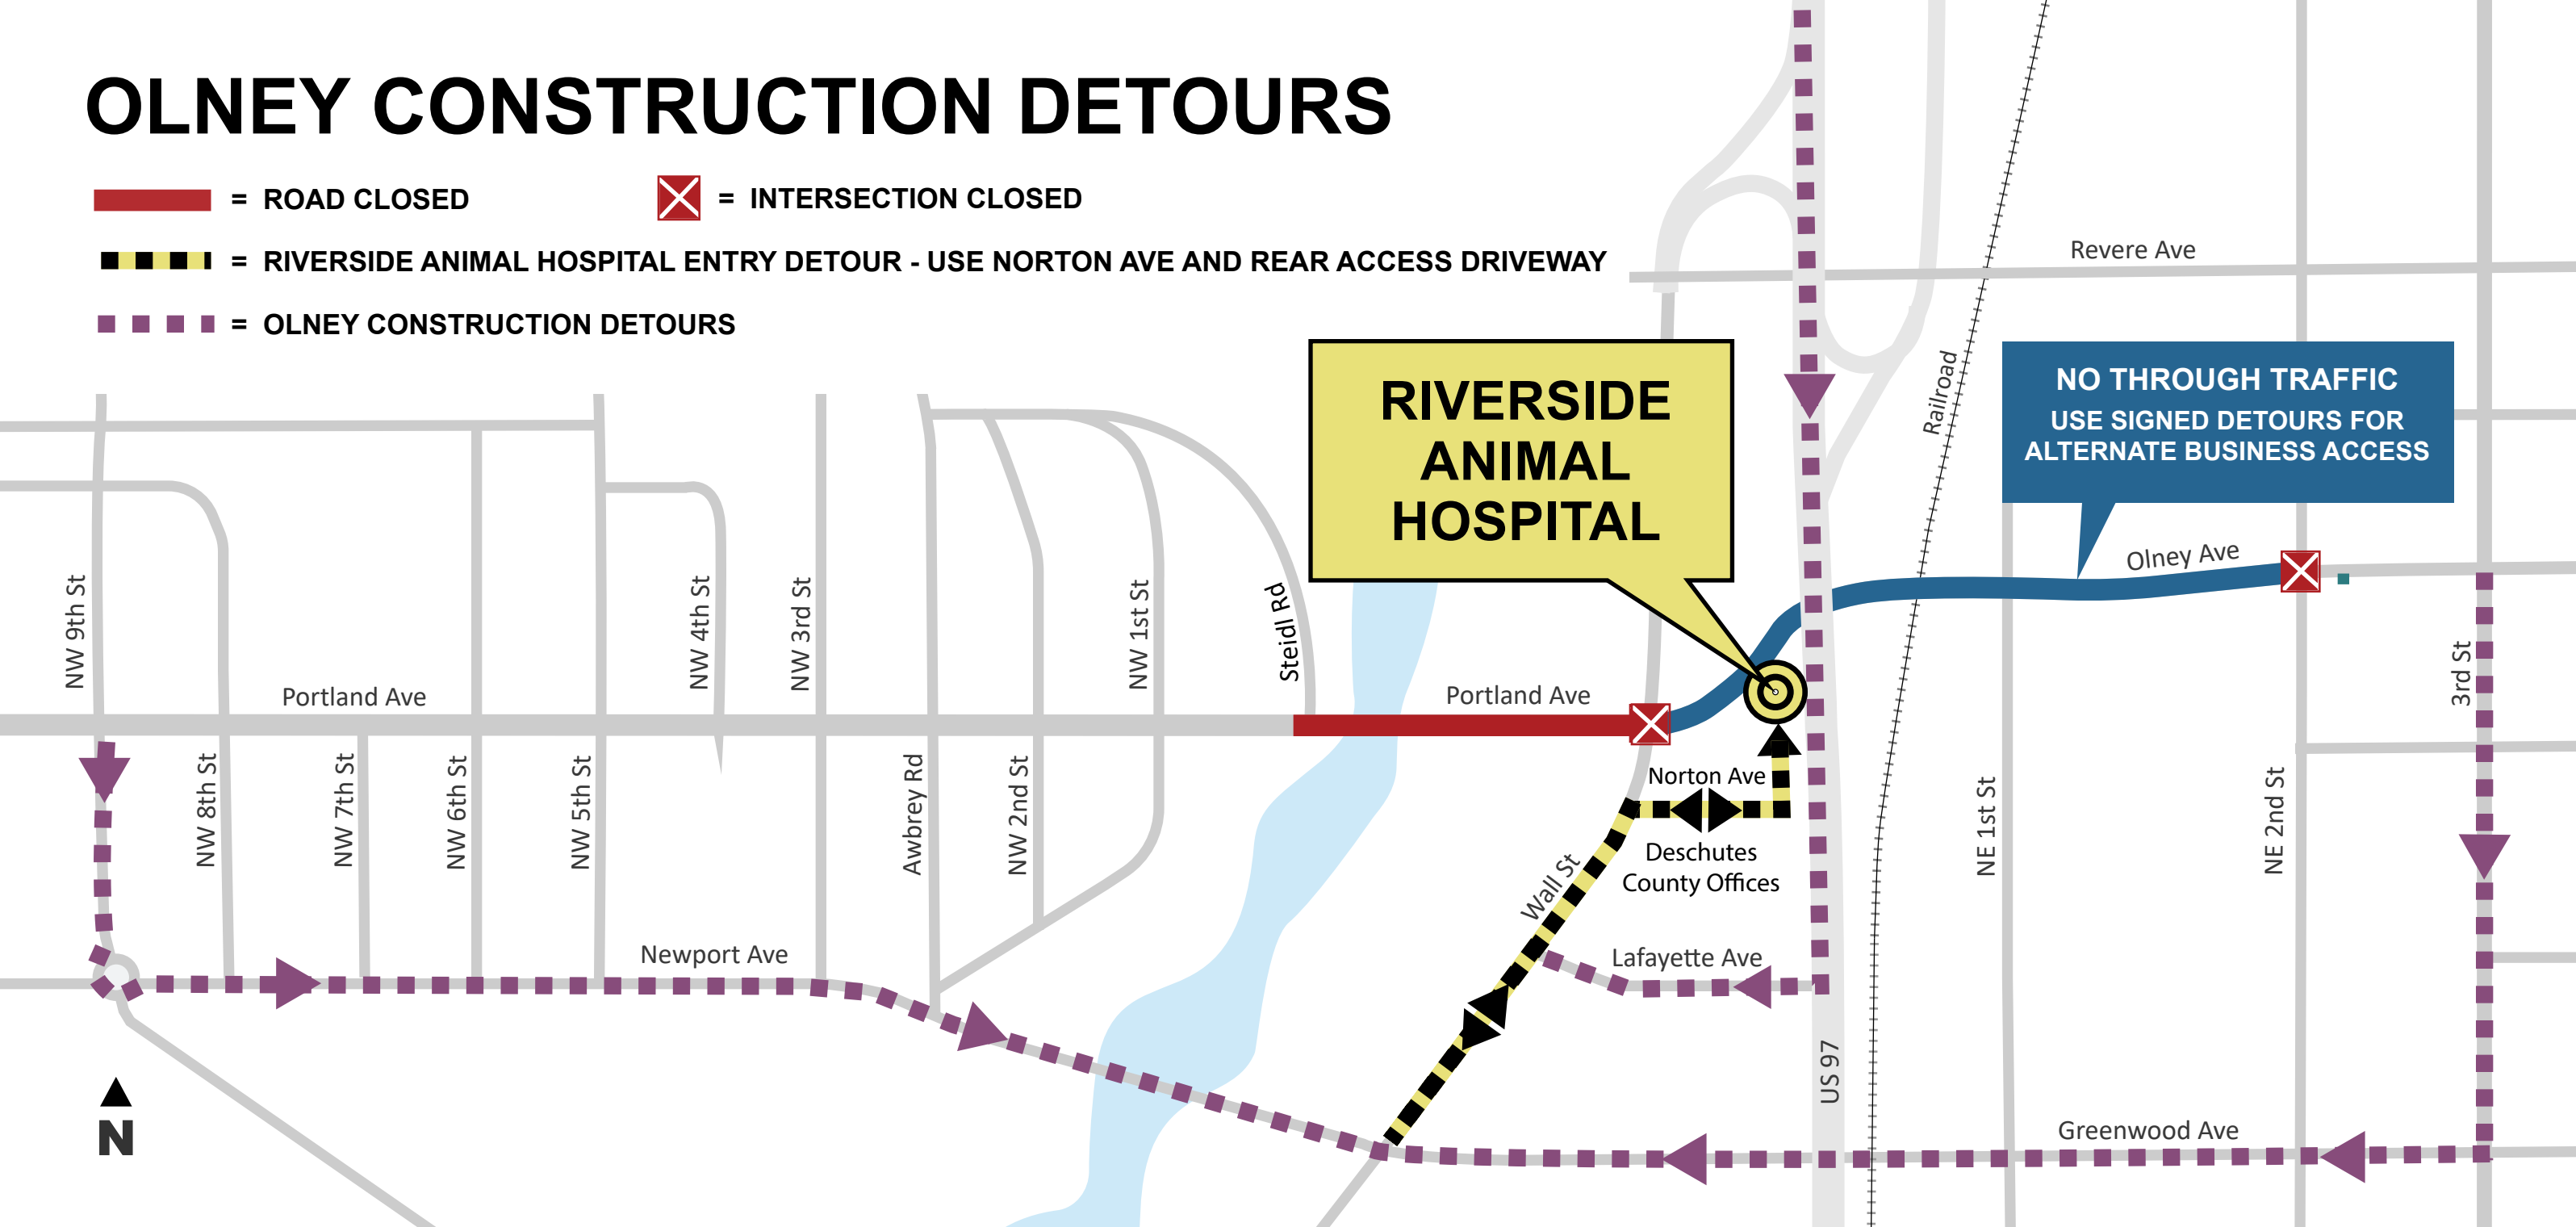 OLNEY CONSTRUCTION DETOURS
= ROAD CLOSED
= INTERSECTION CLOSED
= RIVERSIDE ANIMAL HOSPITAL ENTRY DETOUR - USE NORTON AVE AND REAR ACCESS DRIVEWAY
= OLNEY CONSTRUCTION DETOURS
Revere Ave
RIVERSIDE
ANIMAL
HOSPITAL
Railroad
NO THROUGH TRAFFIC
USE SIGNED DETOURS FOR
ALTERNATE BUSINESS ACCESS
Olney Ave
NW 9th St
NW 4th St
NW 3rd St
NW 1st St
Steidl Rd
3rd St
Portland Ave
Portland Ave
NW 8th St
NW 7th St
NW 6th St
NW 5th St
Awbrey Rd
NW 2nd St
Norton Ave
NE 1st St
NE 2nd St
Deschutes
County Offices
Wall St
Newport Ave
Lafayette Ave
US 97
N
Greenwood Ave